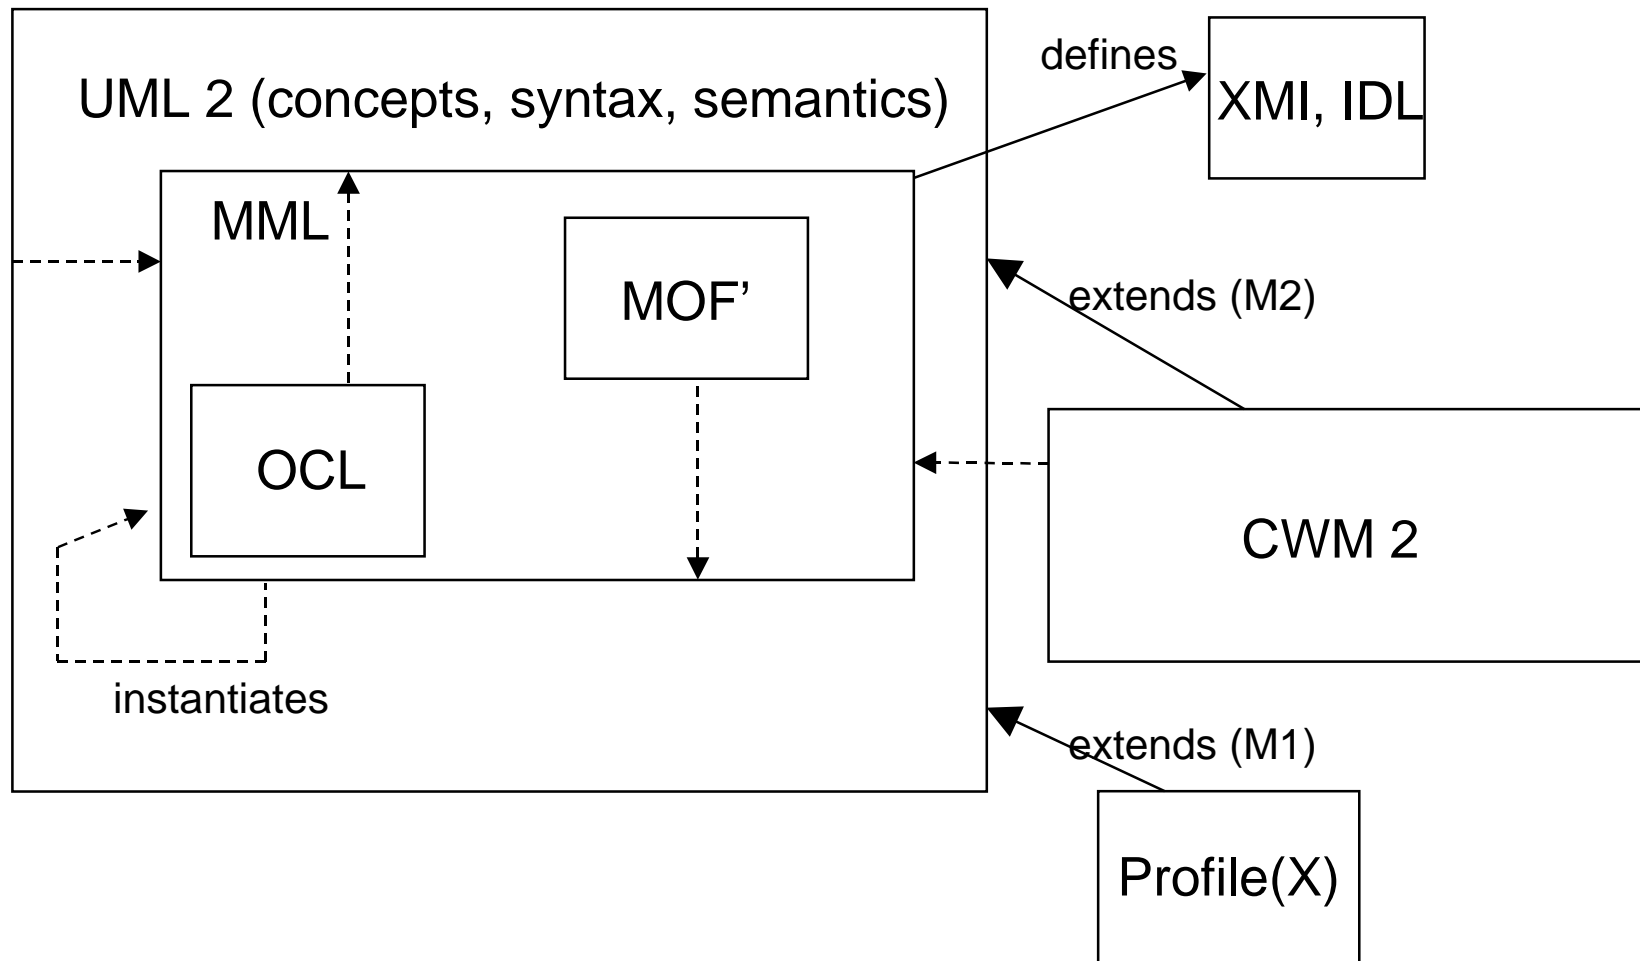 defines
XMI, IDL
UML 2 (concepts, syntax, semantics)
MML
MOF’
extends (M2)
OCL
CWM 2
instantiates
extends (M1)
Profile(X)